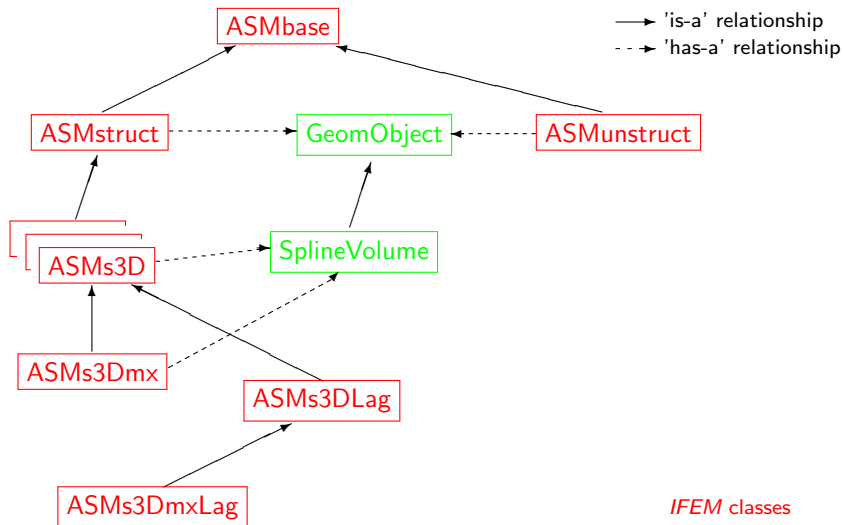 ASMbase
'is-a' relationship
'has-a' relationship
ASMstruct
GeomObject
ASMunstruct
SplineVolume
ASMs3D
ASMs3Dmx
ASMs3DLag
ASMs3DmxLag
IFEM classes